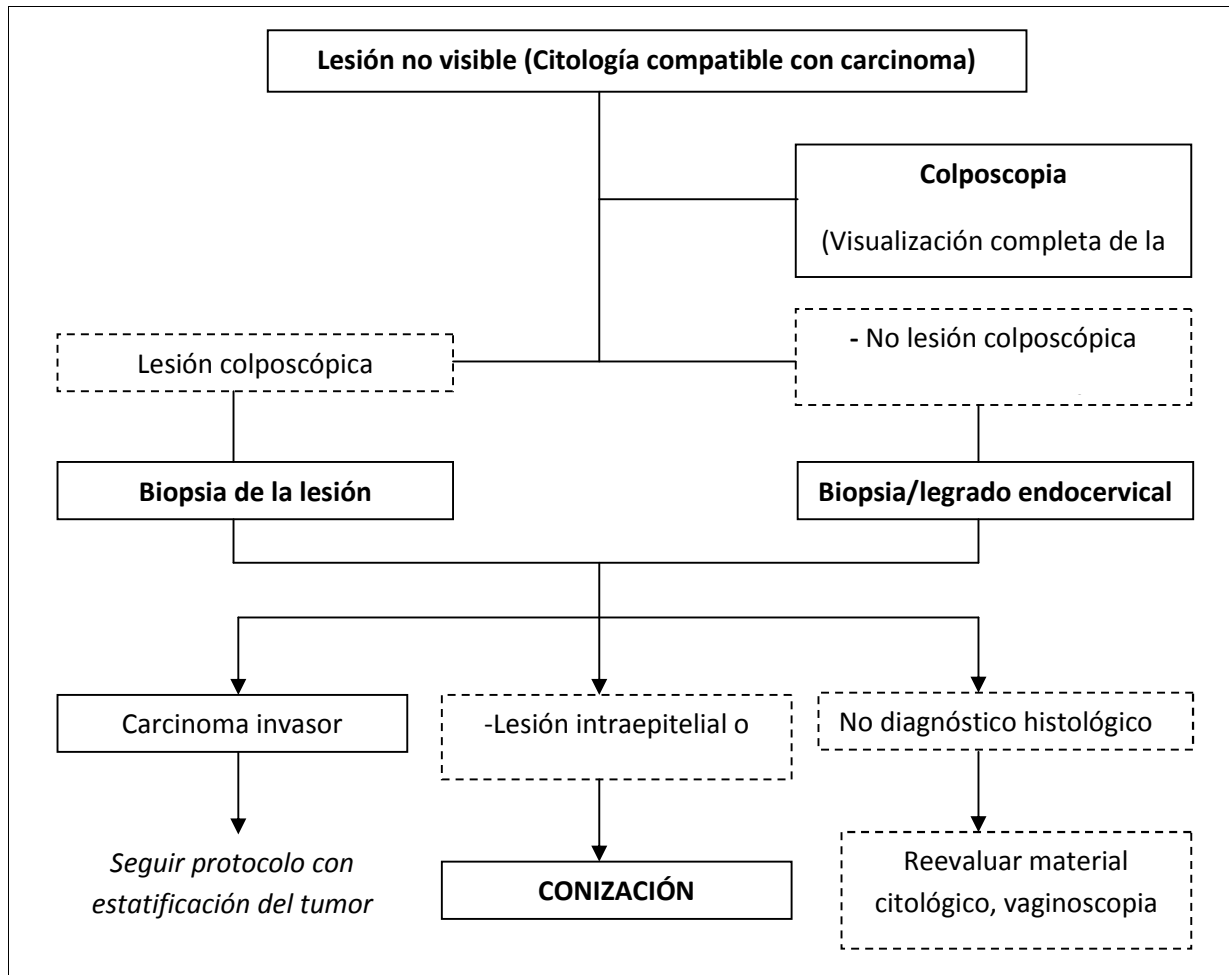 Lesión no visible (Citología compatible con carcinoma)
Colposcopia
(Visualización completa de la
Lesión colposcópica
- No lesión colposcópica
Biopsia de la lesión
Biopsia/legrado endocervical
Carcinoma invasor
-Lesión intraepitelial o
No diagnóstico histológico
Seguir protocolo con
estatificación del tumor
CONIZACIÓN
Reevaluar material
citológico, vaginoscopia